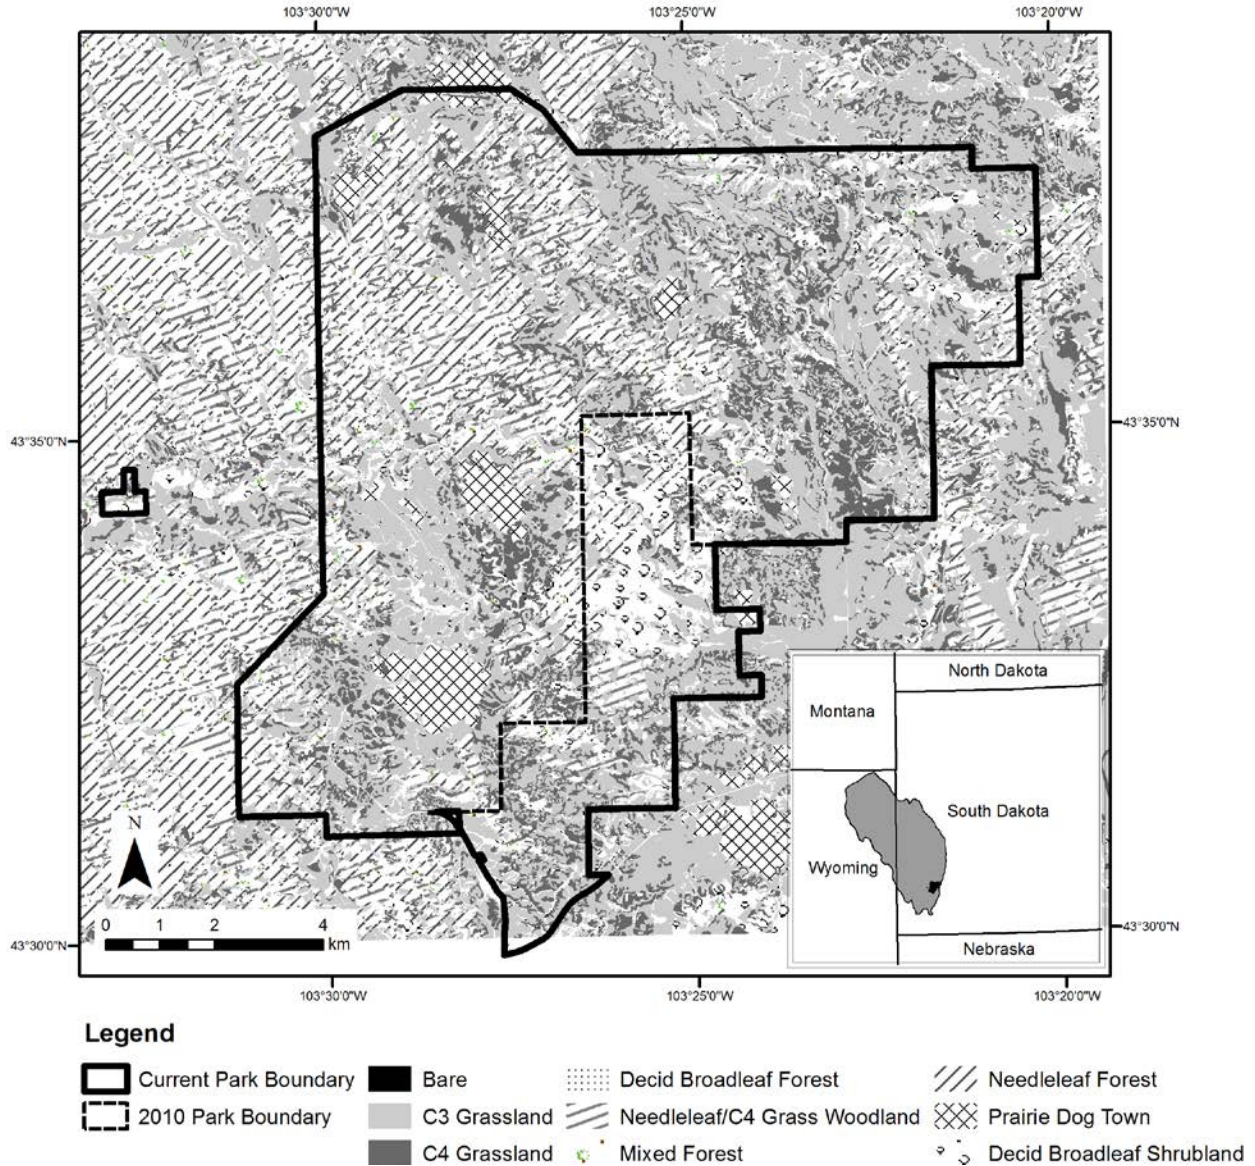 103°30'0"W 103°25'0"W 103°20'0"W
43°35'0"N 43°35'0"N
North Dakota
Montana
South Dakota
Wyoming
Nebraska
N
0 1 2 4
km
43°30'0"N 43°30'0"N
103°30'0"W 103°25'0"W 103°20'0"W
Legend
Current Park Boundary Bare Decid Broadleaf Forest Needleleaf Forest
2010 Park Boundary C3 Grassland Needleleaf/C4 Grass Woodland Prairie Dog Town
C4 Grassland Mixed Forest Decid Broadleaf Shrubland